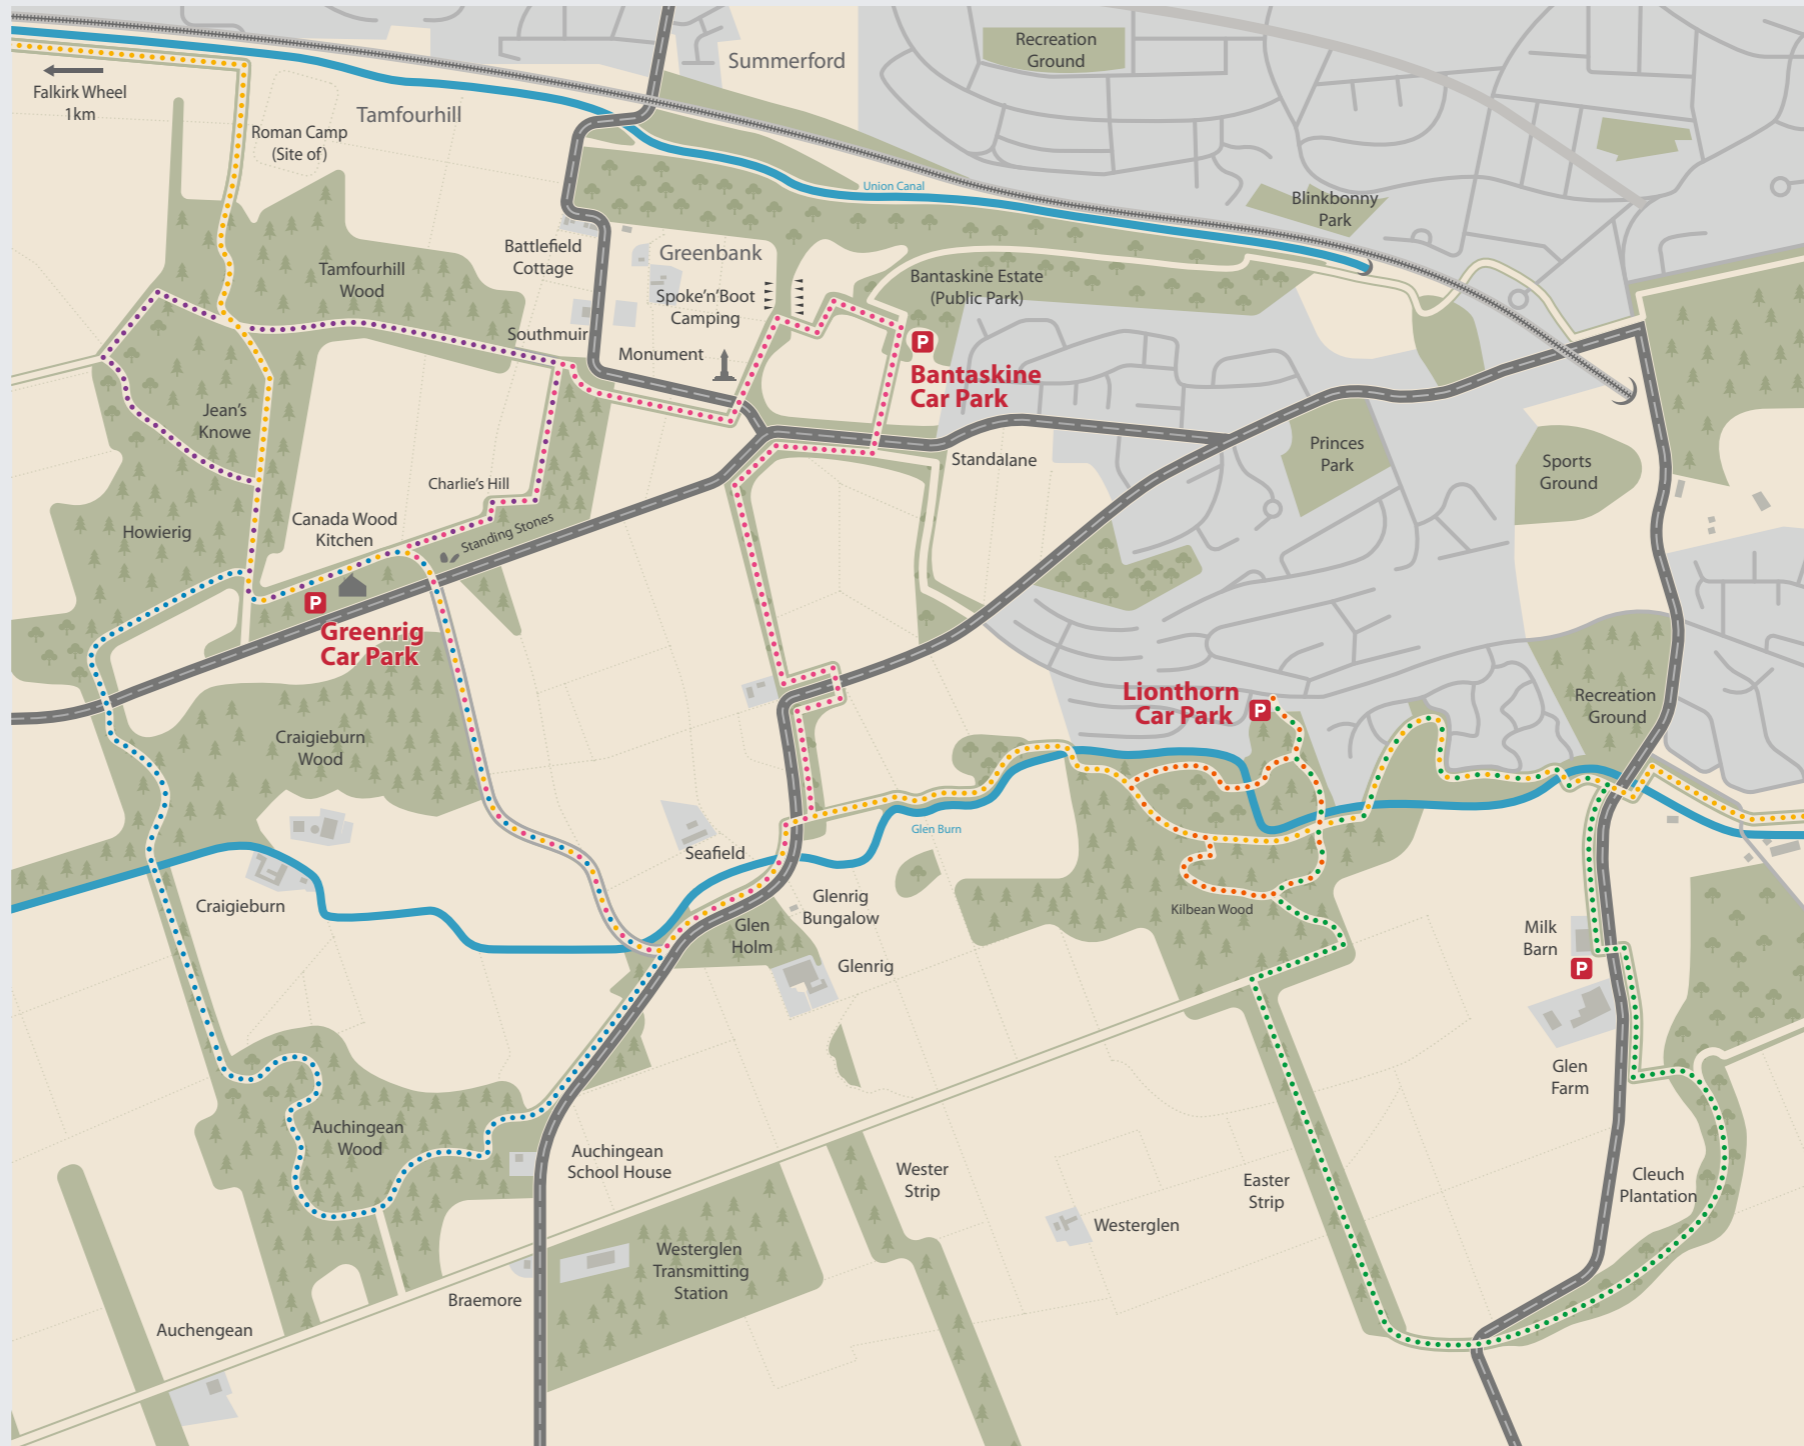 Recreation
Ground
Summerford
Falkirk Wheel
1km
Tamfourhill
Roman Camp
(Site of)
Union Canal
Blinkbonny
Park
Battlefield
Cottage
Greenbank
Tamfourhill
Wood
Bantaskine Estate
(Public Park)
Spoke'n'Boot
Camping
Southmuir
Monument
P
Bantaskine
Car Park
Jean's
Knowe
Princes
Park
Standalane
Sports
Ground
Charlie's Hill
Howierig
Canada Wood
Kitchen
Standing Stones
P
Greenrig
Car Park
Lionthorn
Car Park
P
Recreation
Ground
Craigieburn
Wood
Glen Burn
Seafield
Craigieburn
Glenrig
Bungalow
Glen
Holm
Kilbean Wood
Milk
Barn
P
Glenrig
Glen
Farm
Auchingean
Wood
Auchingean
School House
Wester
Strip
Easter
Strip
Cleuch
Plantation
Westerglen
Westerglen
Transmitting
Station
Braemore
Auchengean